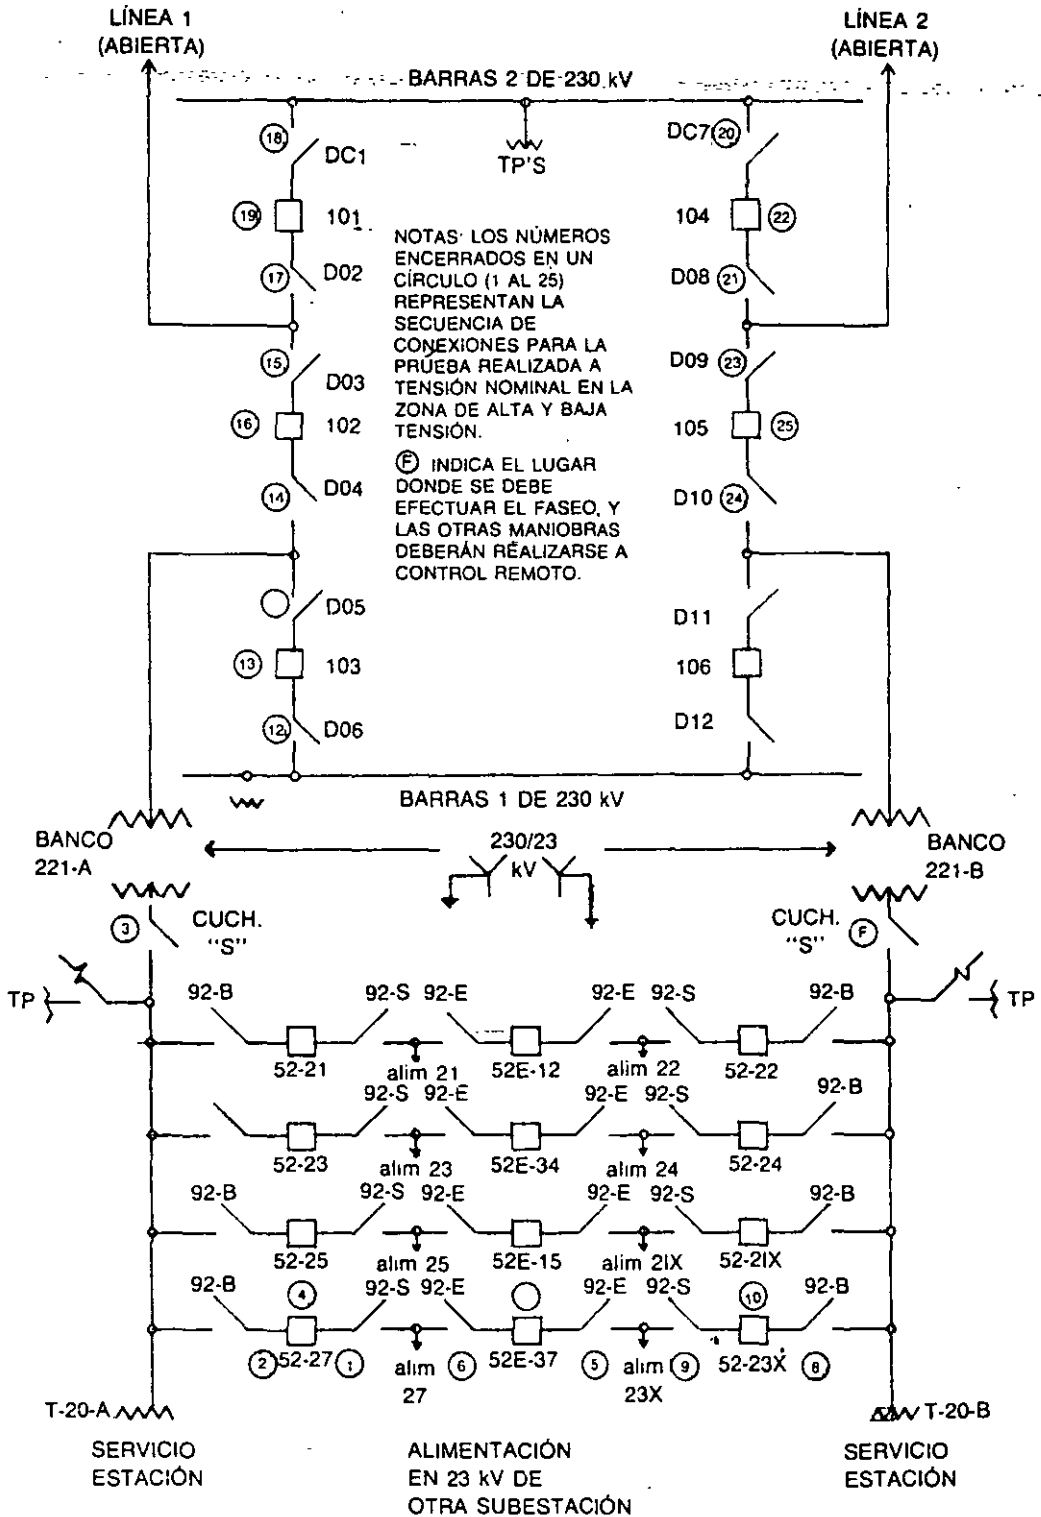 LÍNEA 1
(ABIERTA)
LÍNEA 2
(ABIERTA)
BARRAS 2 DE 230 kV
18
DC1
TP'S
DC7 20
19
101
104
22
17
D02
D08 21
NOTAS: LOS NÚMEROS
ENCERRADOS EN UN
CÍRCULO (1 AL 25)
REPRESENTAN LA
SECUENCIA DE
CONEXIONES PARA LA
PRUEBA REALIZADA A
TENSIÓN NOMINAL EN LA
ZONA DE ALTA Y BAJA
TENSIÓN.
F INDICA EL LUGAR
DONDE SE DEBE
EFECTUAR EL FASEO, Y
LAS OTRAS MANIOBRAS
DEBERÁN REALIZARSE A
CONTROL REMOTO.
15
D03
D09 23
16
102
105
25
14
D04
D10 24
D05
D11
13
103
106
12
D06
D12
BARRAS 1 DE 230 kV
BANCO
221-A
230/23
kV
BANCO
221-B
3
CUCH.
"S"
CUCH.
"S"
F
TP
TP
92-B 92-S 92-E 92-E 92-S 92-B
52-21 alim 21 52E-12 alim 22 52-22
92-S 92-E 92-E 92-S 92-B
52-23 alim 23 52E-34 alim 24 52-24
92-B 92-S 92-E 92-E 92-S 92-B
52-25 alim 25 52E-15 alim 2IX 52-2IX
92-B 4 92-S 92-E 92-E 92-S 10 92-B
2 52-27 1 alim 6 52E-37 5 alim 9 52-23X 8
27 23X
T-20-A
T-20-B
SERVICIO
ESTACIÓN
ALIMENTACIÓN
EN 23 kV DE
OTRA SUBESTACIÓN
SERVICIO
ESTACIÓN